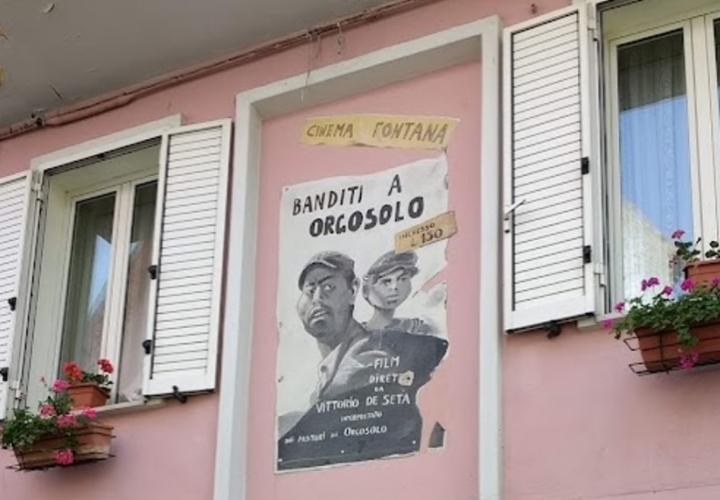 CINEMA FONTANA
BANDITI A
ORGOSOLO
INGRESSO
L. 150
FILM
DIRETTO
DA
VITTORIO DE SETA
INTERPRETATO
DAI PASTORI DI ORGOSOLO